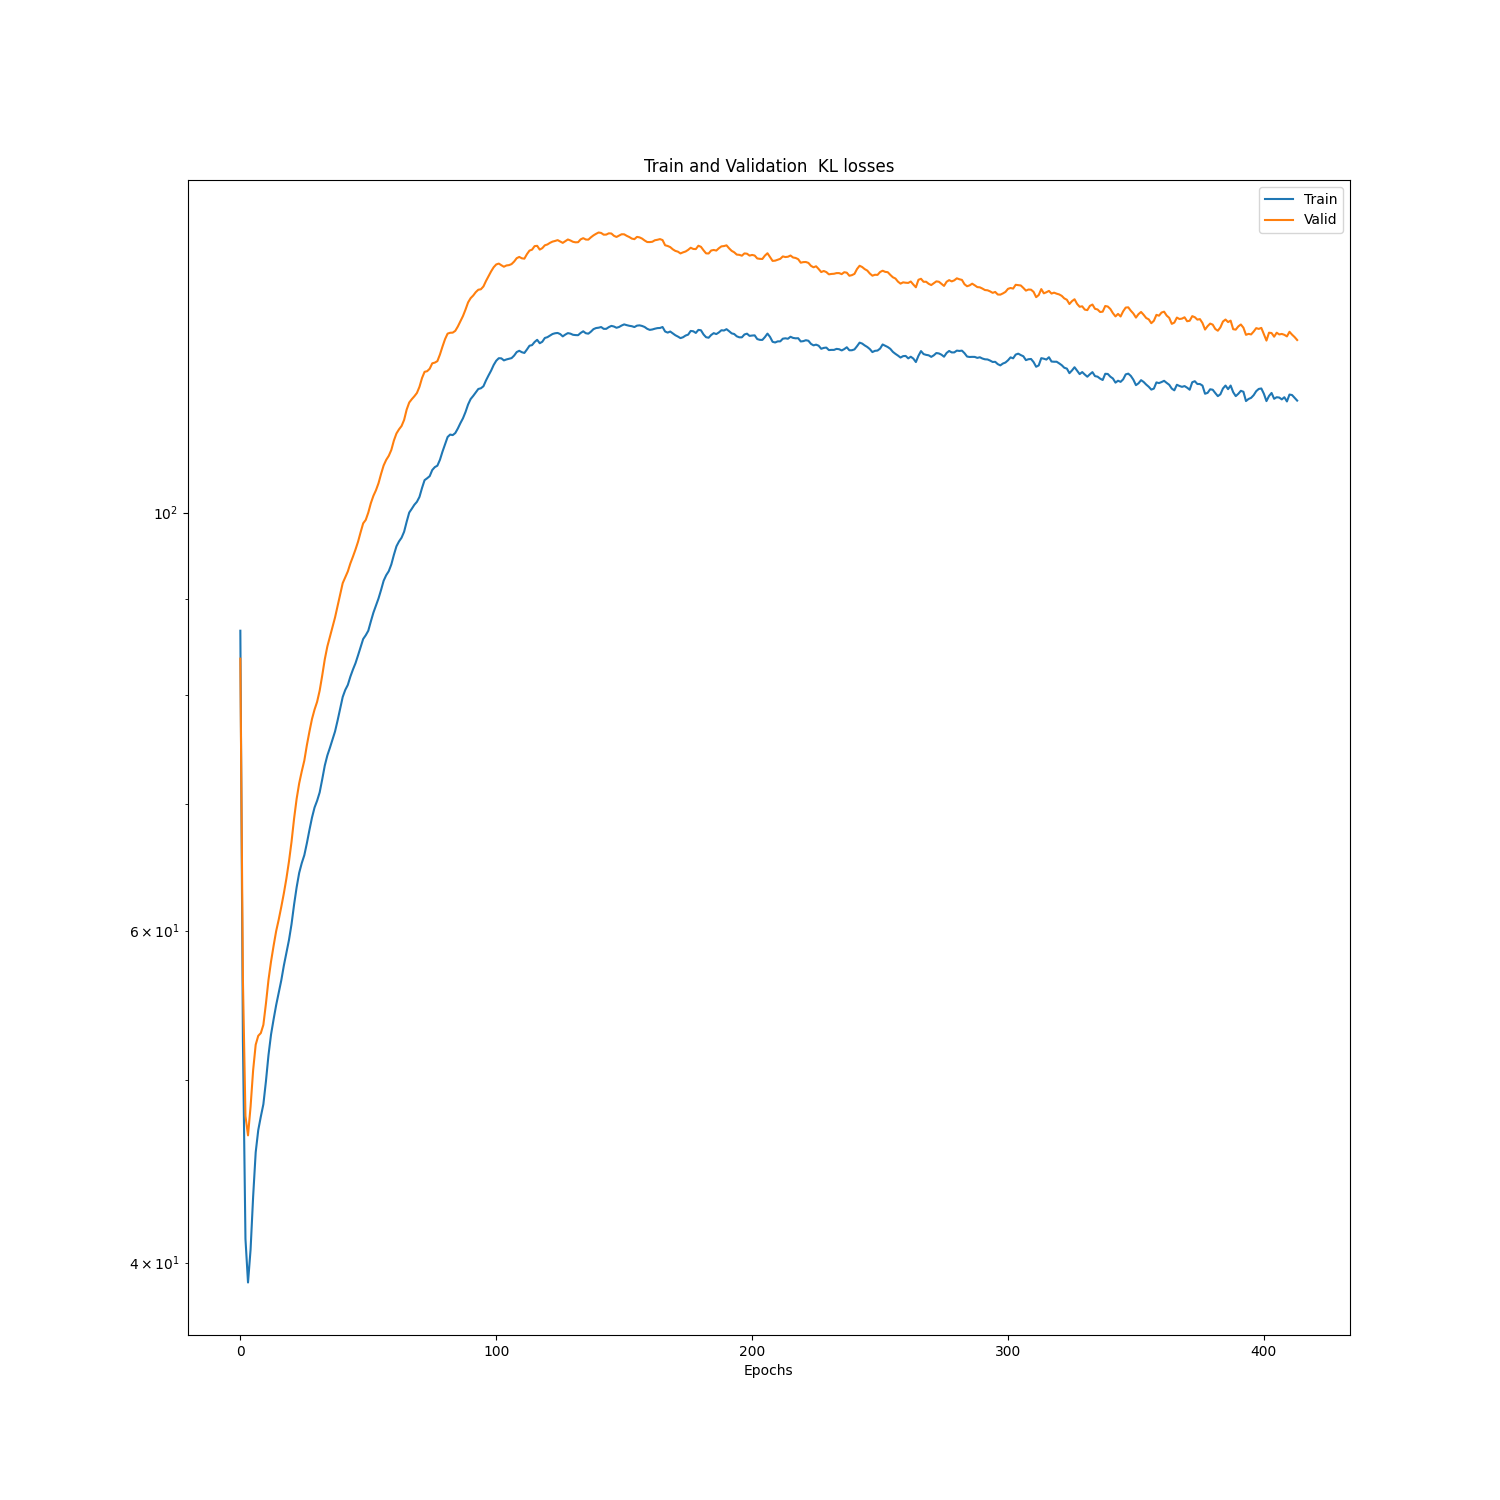 Train and Validation  KL losses
Train
Valid
10²
6 × 10¹
4 × 10¹
0 100 200 300 400
Epochs